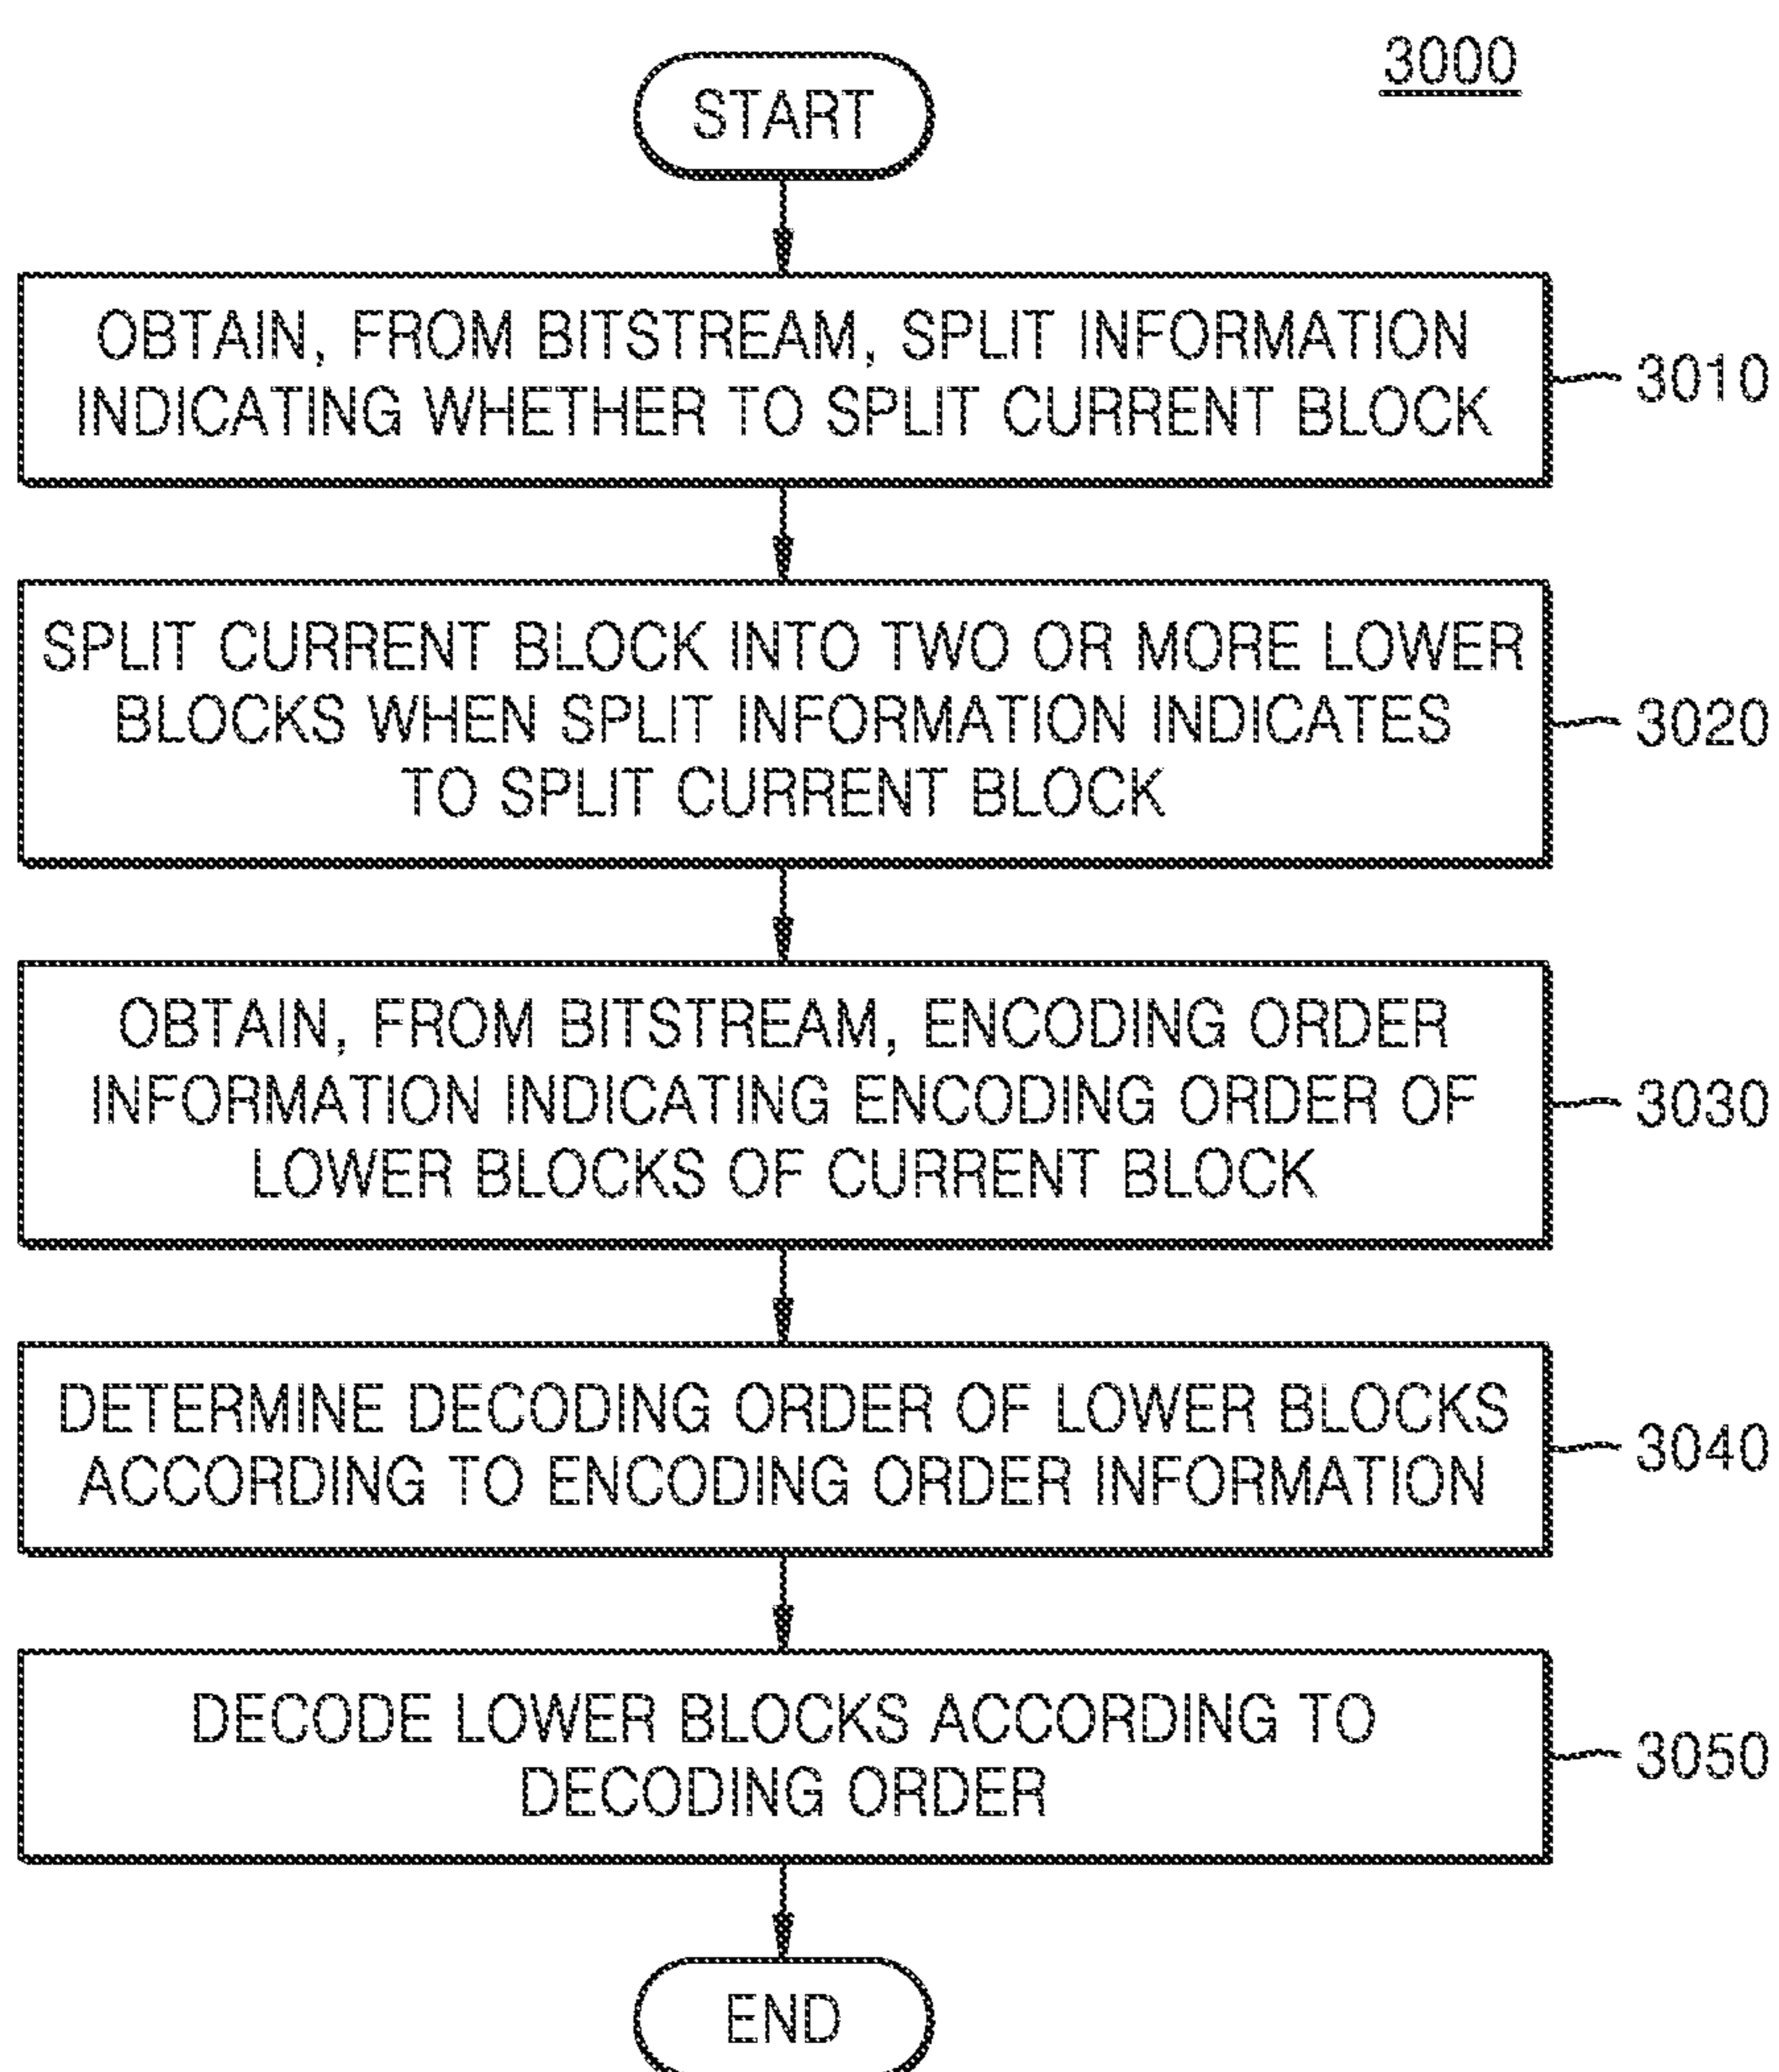 3000
START
OBTAIN, FROM BITSTREAM, SPLIT INFORMATION
INDICATING WHETHER TO SPLIT CURRENT BLOCK
3010
SPLIT CURRENT BLOCK INTO TWO OR MORE LOWER
BLOCKS WHEN SPLIT INFORMATION INDICATES
TO SPLIT CURRENT BLOCK
3020
OBTAIN, FROM BITSTREAM, ENCODING ORDER
INFORMATION INDICATING ENCODING ORDER OF
LOWER BLOCKS OF CURRENT BLOCK
3030
DETERMINE DECODING ORDER OF LOWER BLOCKS
ACCORDING TO ENCODING ORDER INFORMATION
3040
DECODE LOWER BLOCKS ACCORDING TO
DECODING ORDER
3050
END